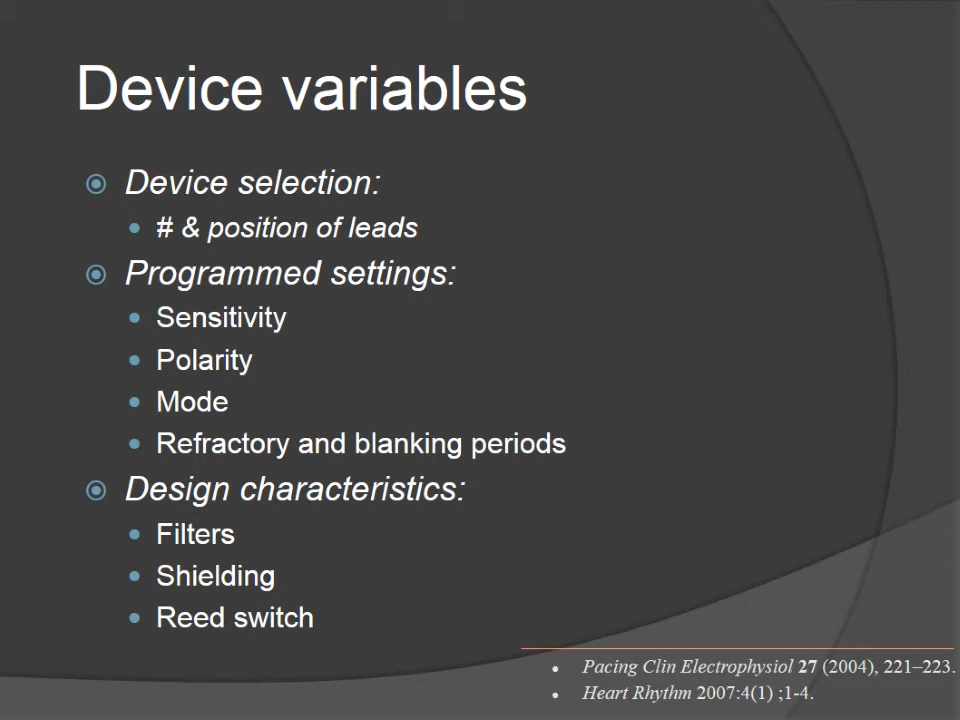 Device variables
Device selection:
# & position of leads
Programmed settings:
Sensitivity
Polarity
Mode
Refractory and blanking periods
Design characteristics:
Filters
Shielding
Reed switch
Pacing Clin Electrophysiol 27 (2004), 221–223.
Heart Rhythm 2007:4(1) ;1-4.